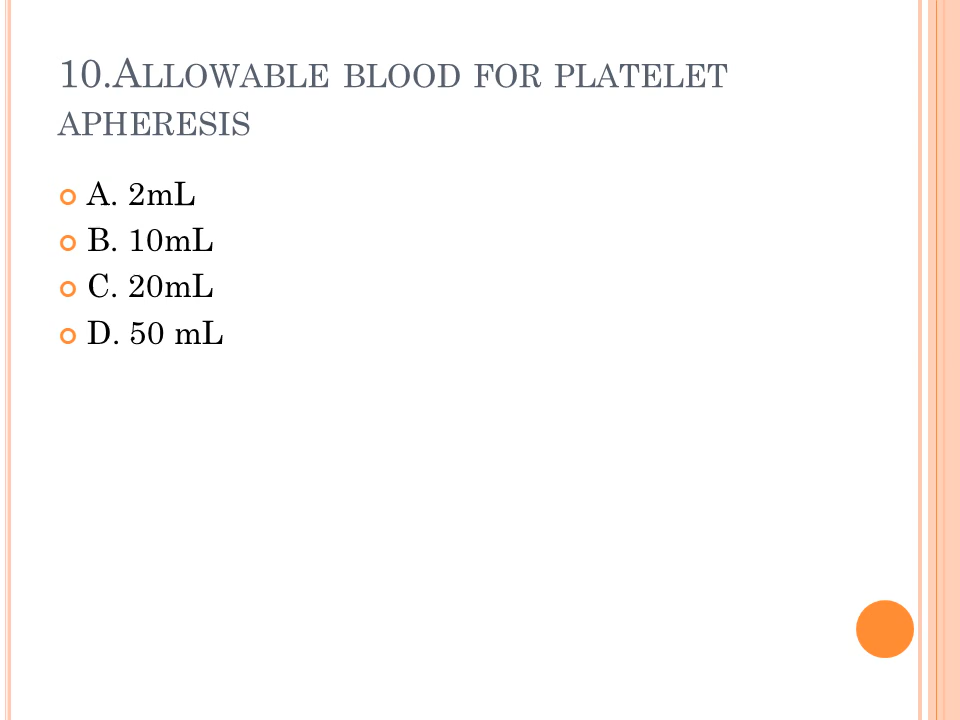 10.ALLOWABLE BLOOD FOR PLATELET
APHERESIS
A. 2mL
B. 10mL
C. 20mL
D. 50 mL